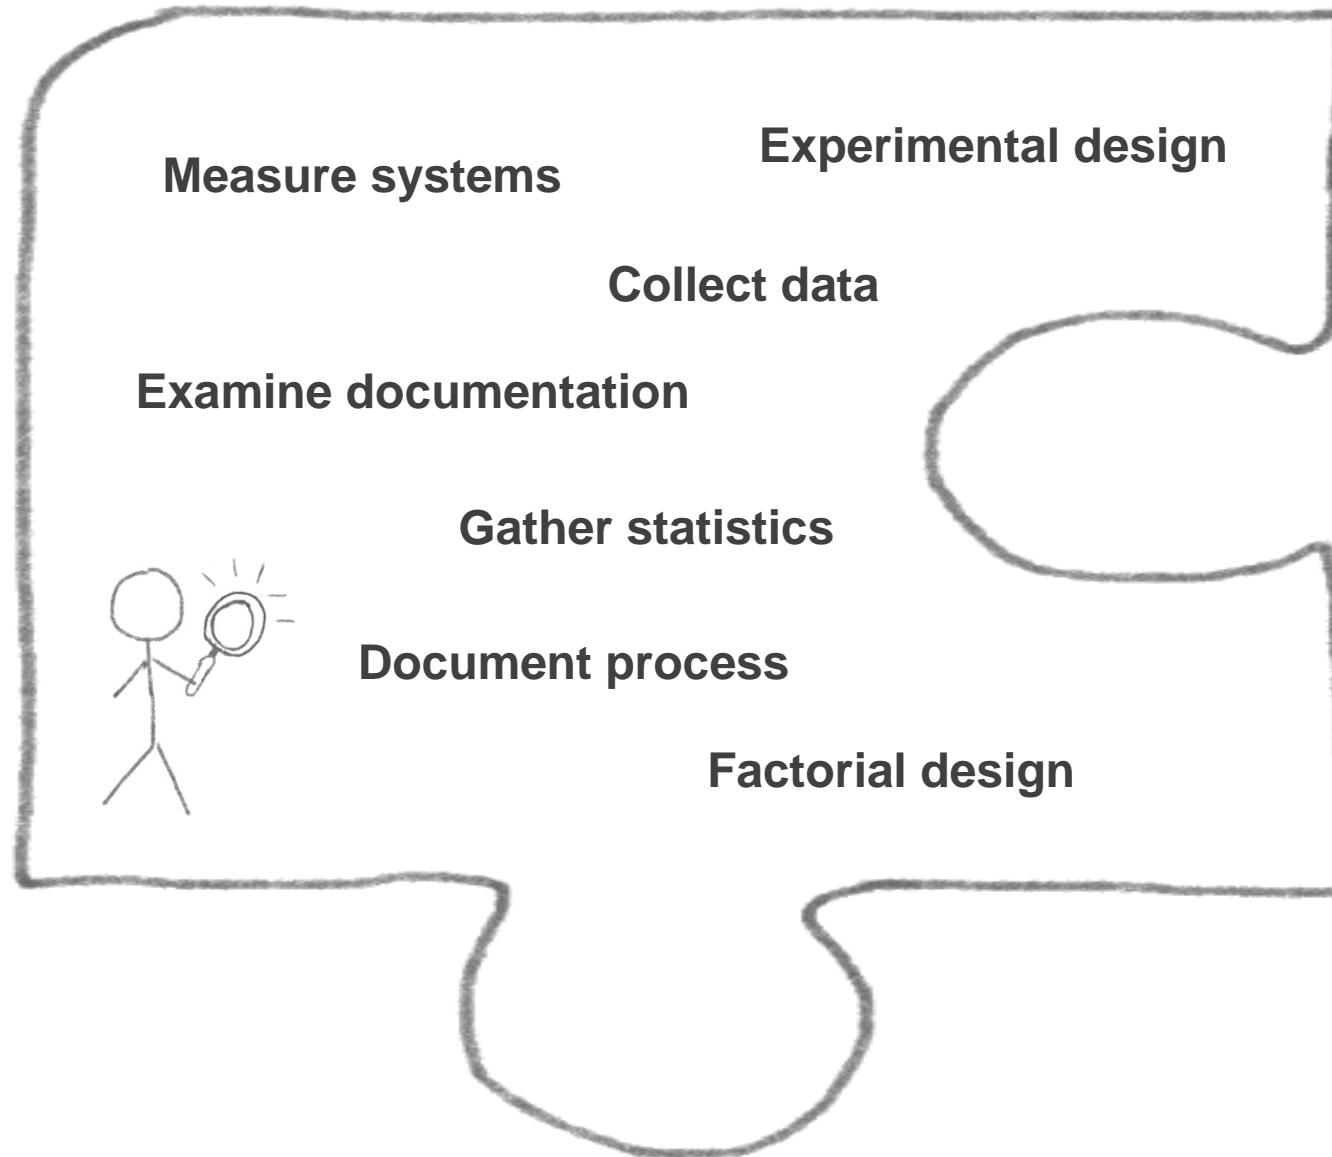 Experimental design
Measure systems
Collect data
Examine documentation
Gather statistics
Document process
Factorial design